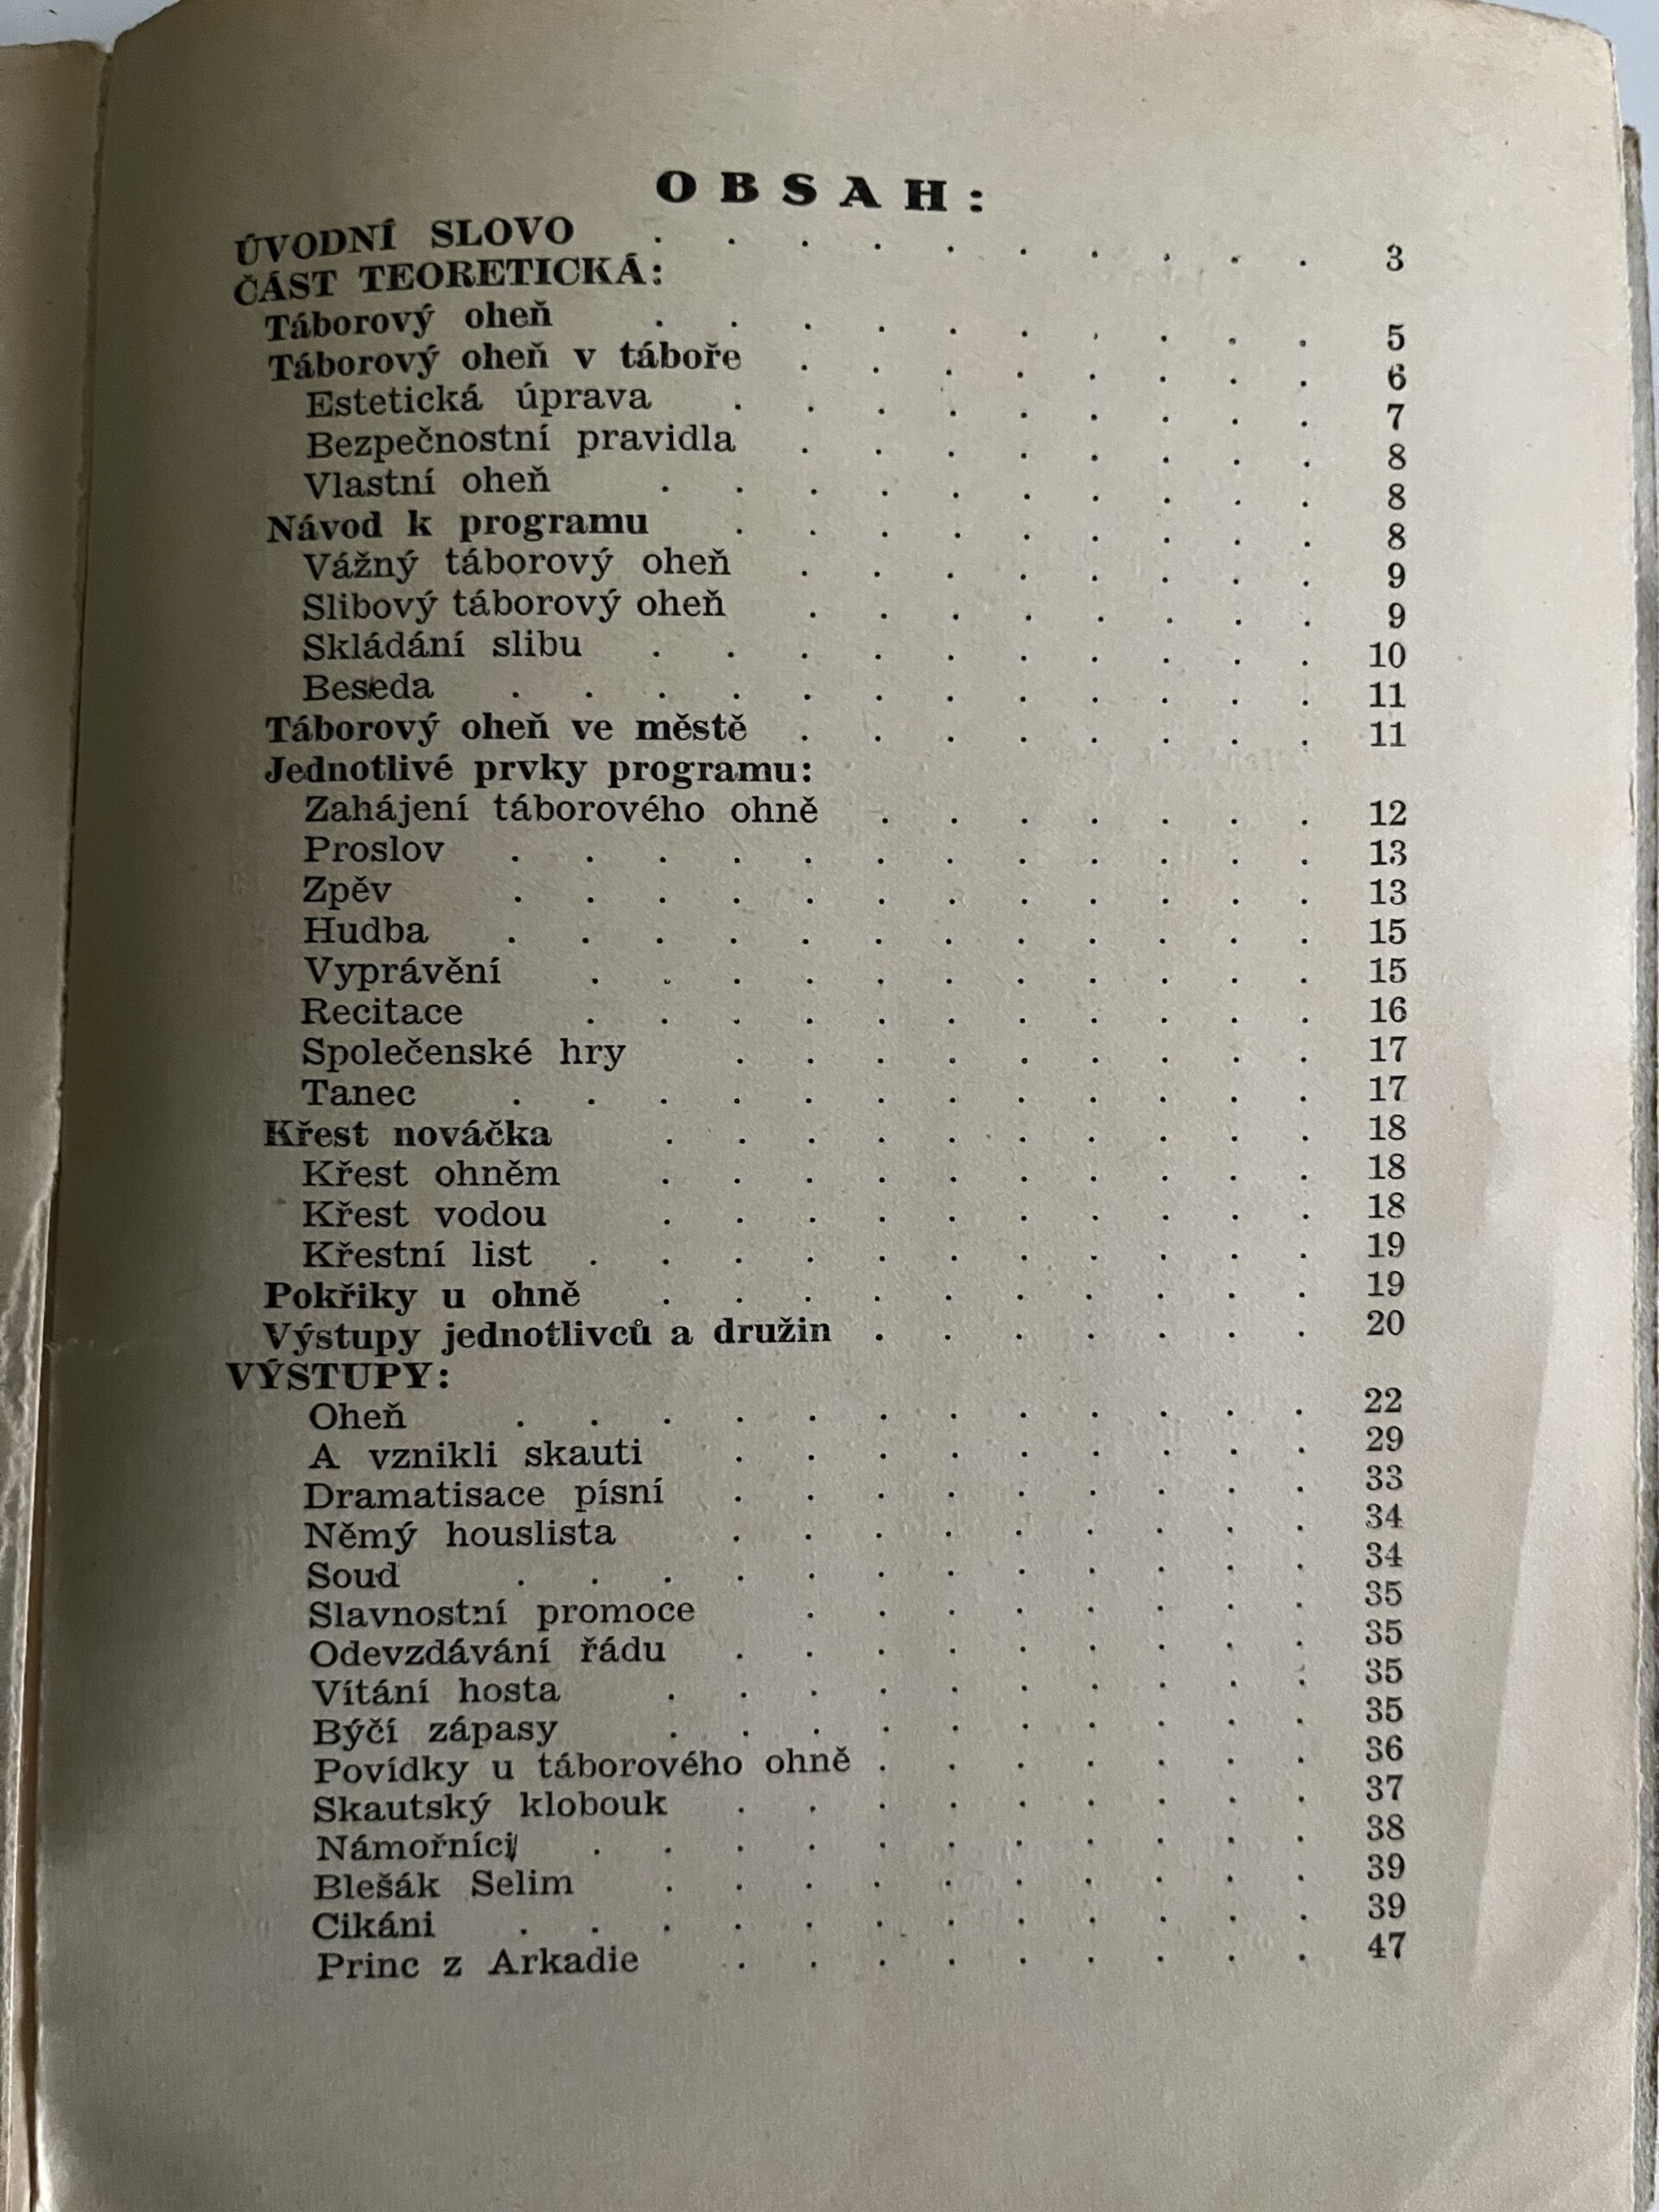 OBSAH:
ÚVODNÍ SLOVO . . . . . . . . . . 3
ČÁST TEORETICKÁ:
Táborový oheň . . . . . . . . . . 5
Táborový oheň v táboře . . . . . . . . 6
Estetická úprava . . . . . . . . . 7
Bezpečnostní pravidla . . . . . . . . 8
Vlastní oheň . . . . . . . . . . 8
Návod k programu . . . . . . . . . 8
Vážný táborový oheň . . . . . . . . 9
Slibový táborový oheň . . . . . . . . 9
Skládání slibu . . . . . . . . . . 10
Beseda . . . . . . . . . . . . 11
Táborový oheň ve městě . . . . . . . . 11
Jednotlivé prvky programu:
Zahájení táborového ohně . . . . . . . 12
Proslov . . . . . . . . . . . . 13
Zpěv . . . . . . . . . . . . 13
Hudba . . . . . . . . . . . . 15
Vyprávění . . . . . . . . . . . 15
Recitace . . . . . . . . . . . 16
Společenské hry . . . . . . . . . 17
Tanec . . . . . . . . . . . . 17
Křest nováčka . . . . . . . . . . 18
Křest ohněm . . . . . . . . . . 18
Křest vodou . . . . . . . . . . 18
Křestní list . . . . . . . . . . . 19
Pokřiky u ohně . . . . . . . . . . 19
Výstupy jednotlivců a družin . . . . . . . 20
VÝSTUPY:
Oheň . . . . . . . . . . . . 22
A vznikli skauti . . . . . . . . . 29
Dramatisace písní . . . . . . . . . 33
Němý houslista . . . . . . . . . 34
Soud . . . . . . . . . . . . 34
Slavnostní promoce . . . . . . . . 35
Odevzdávání řádu . . . . . . . . . 35
Vítání hosta . . . . . . . . . . 35
Býčí zápasy . . . . . . . . . . 35
Povídky u táborového ohně . . . . . . . 36
Skautský klobouk . . . . . . . . . 37
Námořníci . . . . . . . . . . . 38
Blešák Selim . . . . . . . . . . 39
Cikáni . . . . . . . . . . . . 39
Princ z Arkadie . . . . . . . . . 47